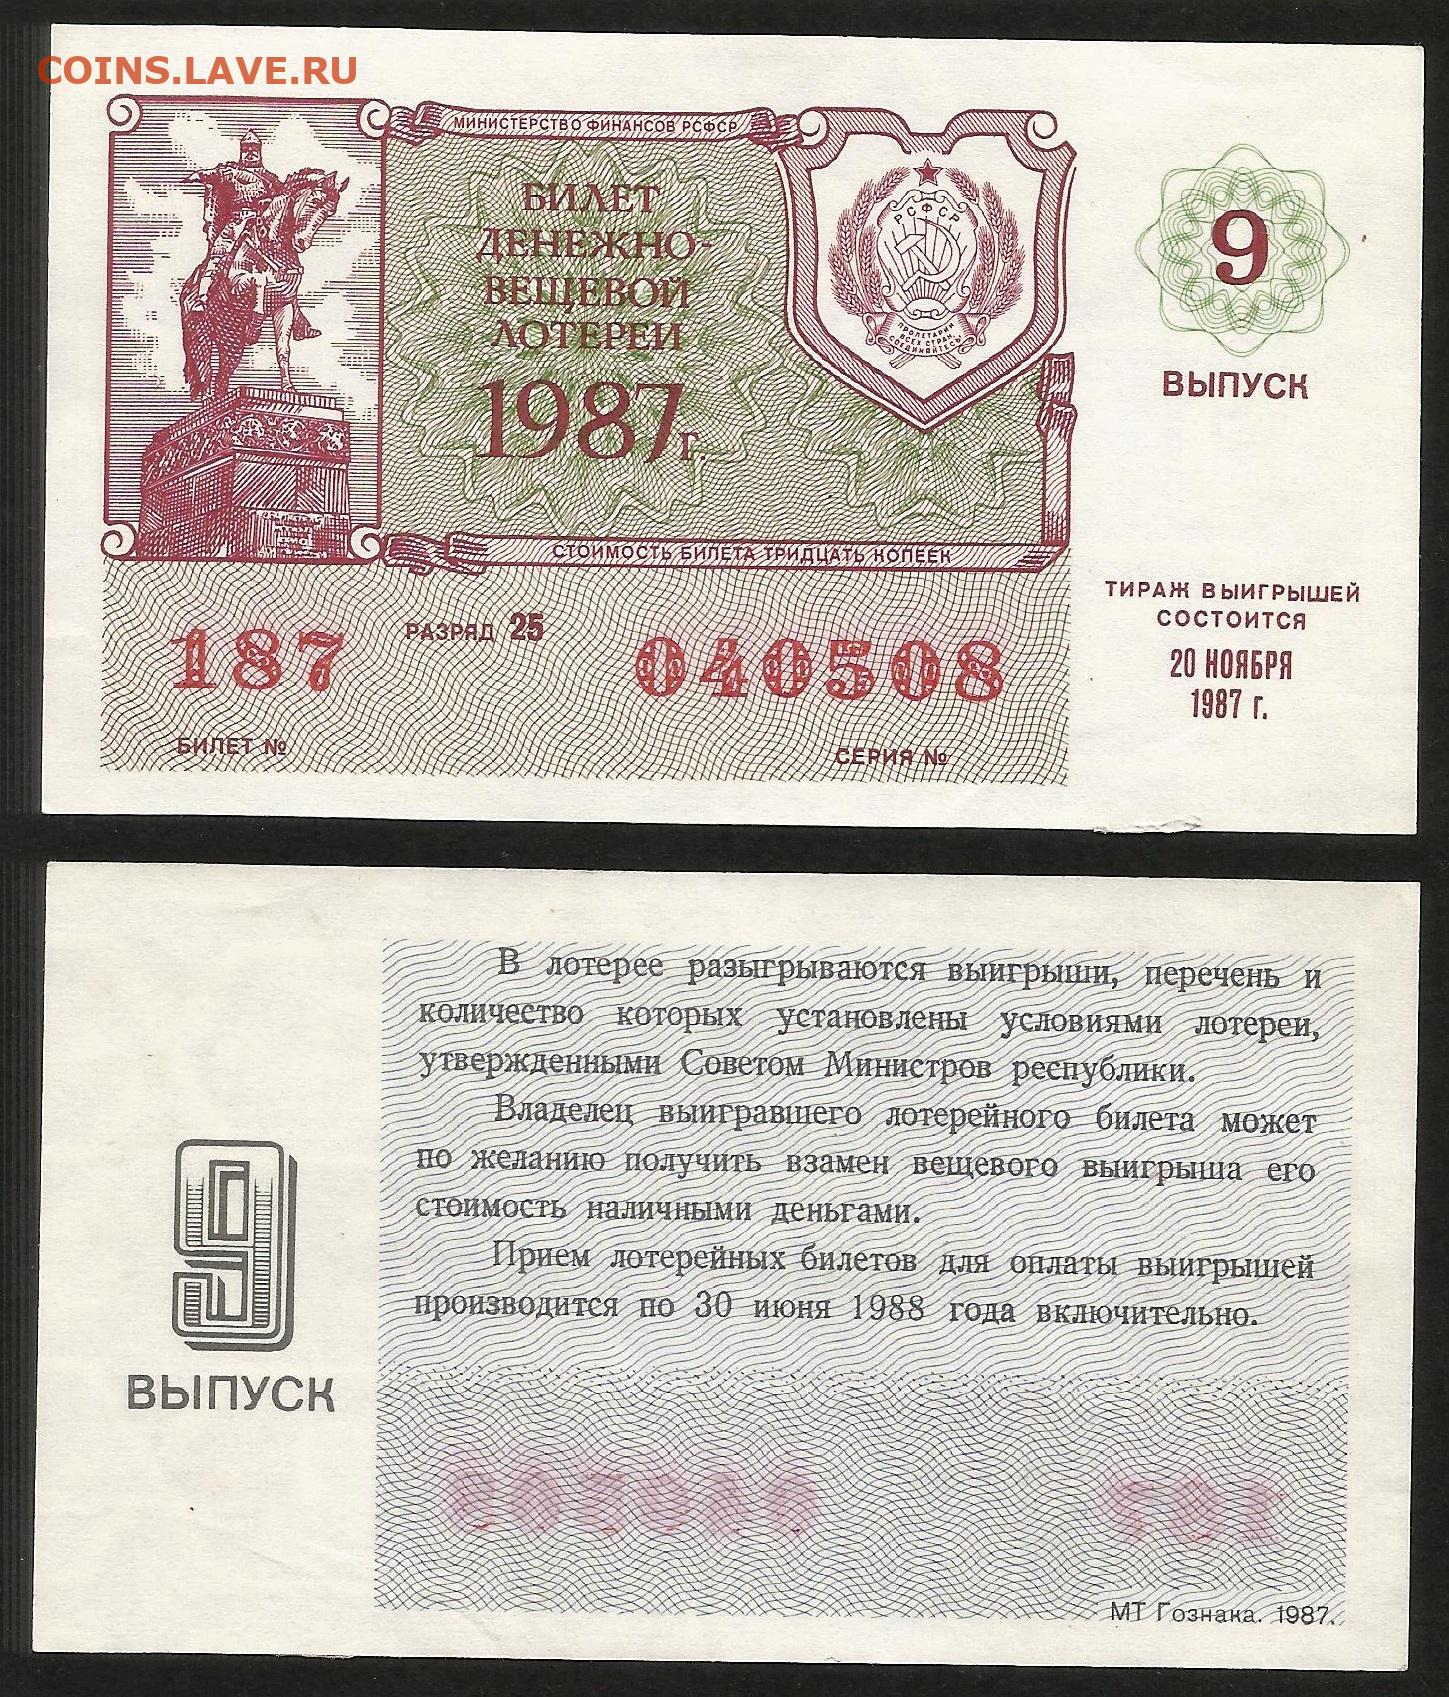 COINS.LAVE.RU
МИНИСТЕРСТВО ФИНАНСОВ РСФСР
БИЛЕТ
ДЕНЕЖНО-
ВЕЩЕВОЙ
ЛОТЕРЕИ
1987г.
РСФСР
ПРОЛЕТАРИИ
ВСЕХ СТРАН
СОЕДИНЯЙТЕСЬ
9
ВЫПУСК
СТОИМОСТЬ БИЛЕТА ТРИДЦАТЬ КОПЕЕК
ТИРАЖ ВЫИГРЫШЕЙ
СОСТОИТСЯ
20 НОЯБРЯ
1987 г.
187 РАЗРЯД 25 040508
БИЛЕТ № СЕРИЯ №
В лотерее разыгрываются выигрыши, перечень и
количество которых установлены условиями лотереи,
утвержденными Советом Министров республики.
Владелец выигравшего лотерейного билета может
по желанию получить взамен вещевого выигрыша его
стоимость наличными деньгами.
Прием лотерейных билетов для оплаты выигрышей
производится по 30 июня 1988 года включительно.
9
ВЫПУСК
МТ Гознака. 1987.